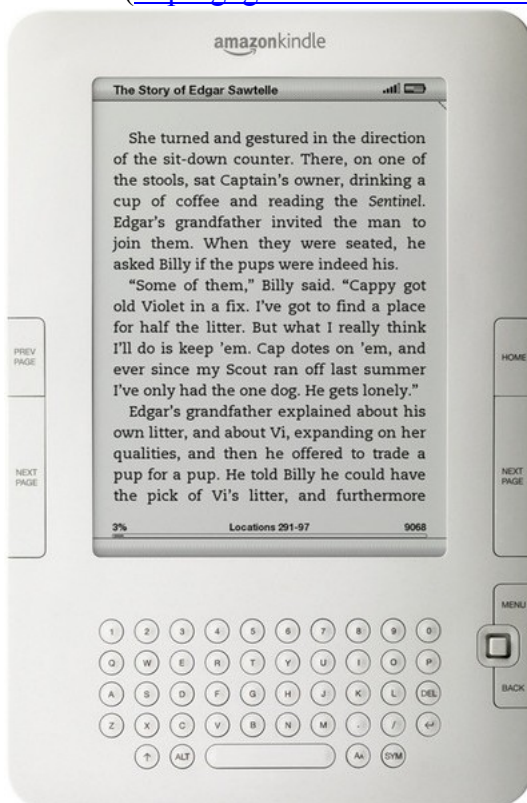 amazonkindle
The Story of Edgar Sawtelle
She turned and gestured in the direction
of the sit-down counter. There, on one of
the stools, sat Captain's owner, drinking a
cup of coffee and reading the Sentinel.
Edgar's grandfather invited the man to
join them. When they were seated, he
asked Billy if the pups were indeed his.
“Some of them,” Billy said. “Cappy got
old Violet in a fix. I've got to find a place
for half the litter. But what I really think
I'll do is keep 'em. Cap dotes on 'em, and
ever since my Scout ran off last summer
I've only had the one dog. He gets lonely.”
Edgar's grandfather explained about his
own litter, and about Vi, expanding on her
qualities, and then he offered to trade a
pup for a pup. He told Billy he could have
the pick of Vi's litter, and furthermore
3% Locations 291-97 9068
PREV
PAGE
NEXT
PAGE
HOME
NEXT
PAGE
MENU
BACK
1 2 3 4 5 6 7 8 9 0
Q W E R T Y U I O P
A S D F G H J K L DEL
Z X C V B N M . / ↵
↑ ALT AA SYM